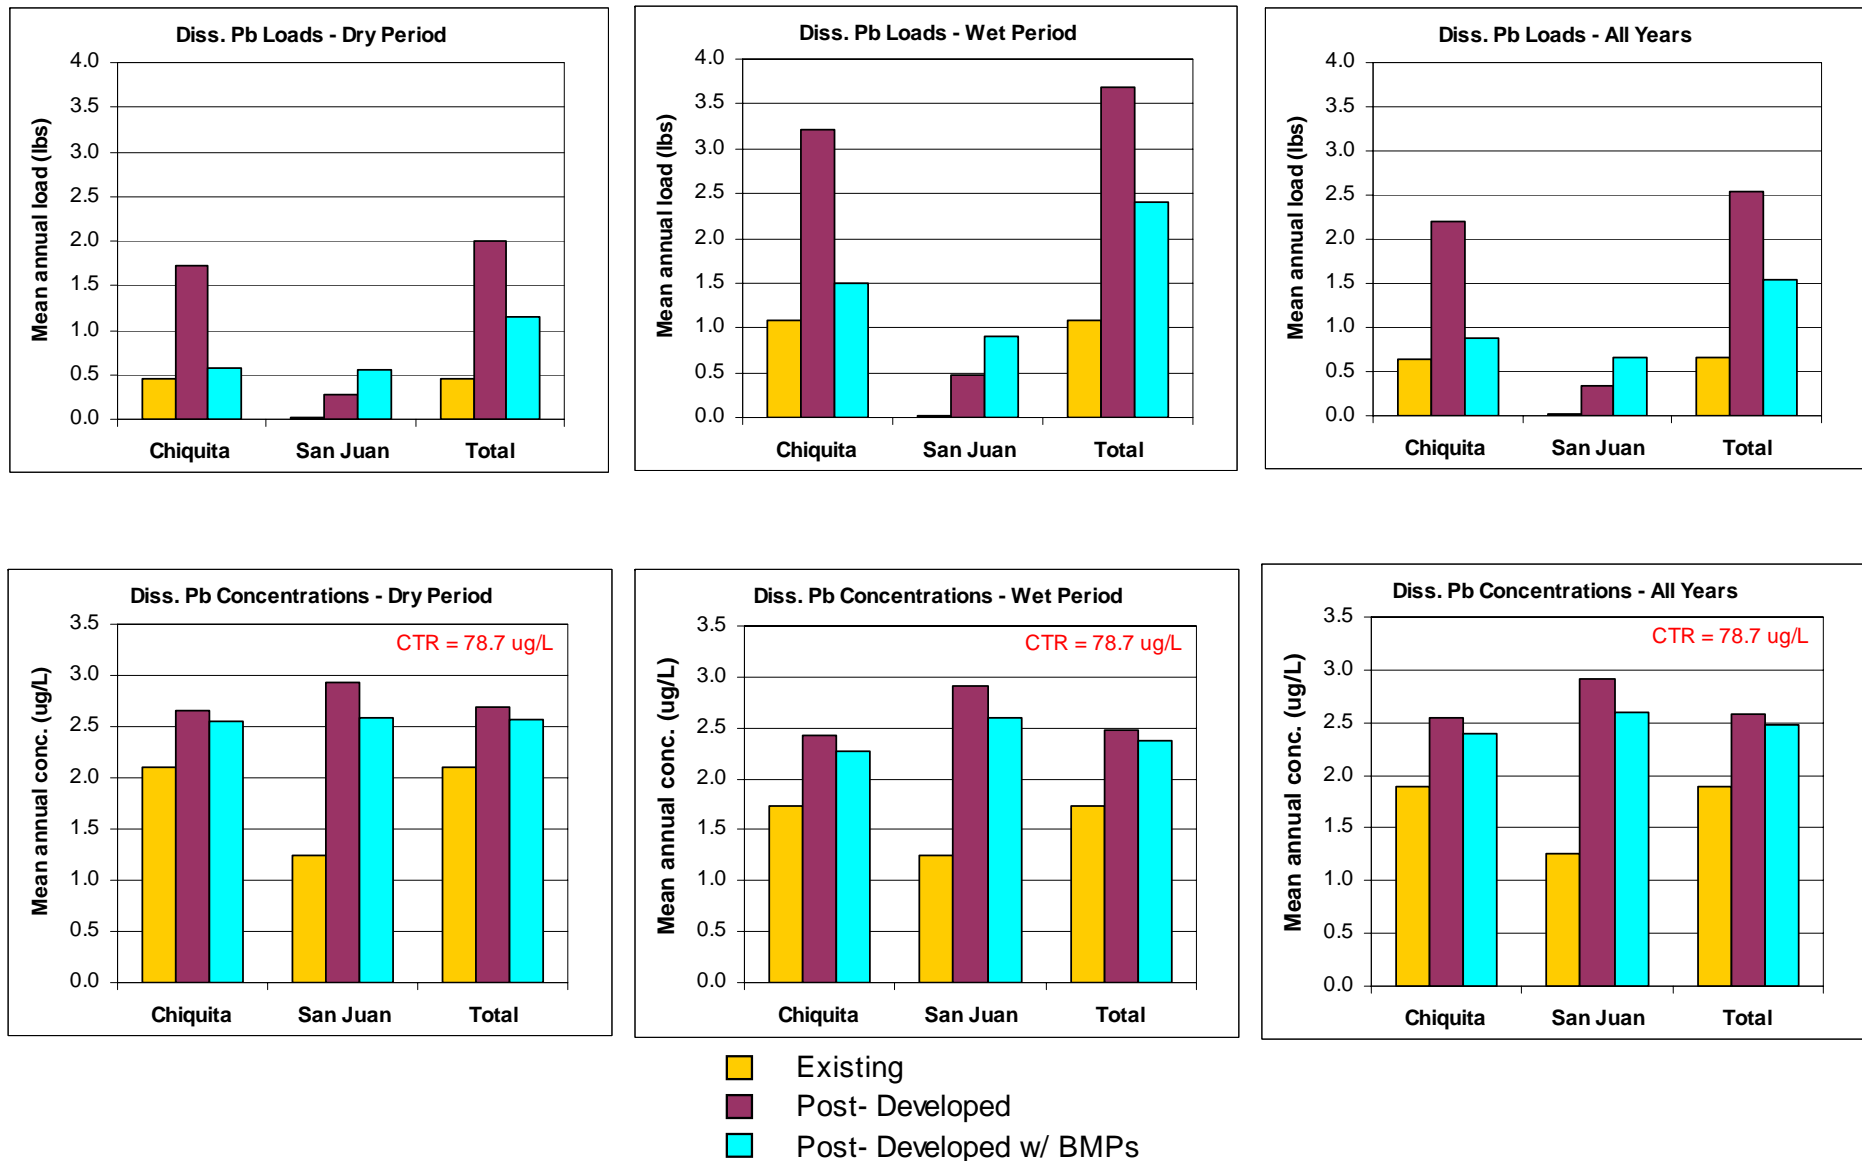 Diss. Pb Loads - Dry Period
Mean annual load (lbs)
4.0
3.5
3.0
2.5
2.0
1.5
1.0
0.5
0.0
Chiquita San Juan Total
Diss. Pb Loads - Wet Period
Mean annual load (lbs)
4.0
3.5
3.0
2.5
2.0
1.5
1.0
0.5
0.0
Chiquita San Juan Total
Diss. Pb Loads - All Years
Mean annual load (lbs)
4.0
3.5
3.0
2.5
2.0
1.5
1.0
0.5
0.0
Chiquita San Juan Total
Diss. Pb Concentrations - Dry Period
CTR = 78.7 ug/L
Mean annual conc. (ug/L)
3.5
3.0
2.5
2.0
1.5
1.0
0.5
0.0
Chiquita San Juan Total
Diss. Pb Concentrations - Wet Period
CTR = 78.7 ug/L
Mean annual conc. (ug/L)
3.5
3.0
2.5
2.0
1.5
1.0
0.5
0.0
Chiquita San Juan Total
Diss. Pb Concentrations - All Years
CTR = 78.7 ug/L
Mean annual conc. (ug/L)
3.5
3.0
2.5
2.0
1.5
1.0
0.5
0.0
Chiquita San Juan Total
Existing
Post- Developed
Post- Developed w/ BMPs